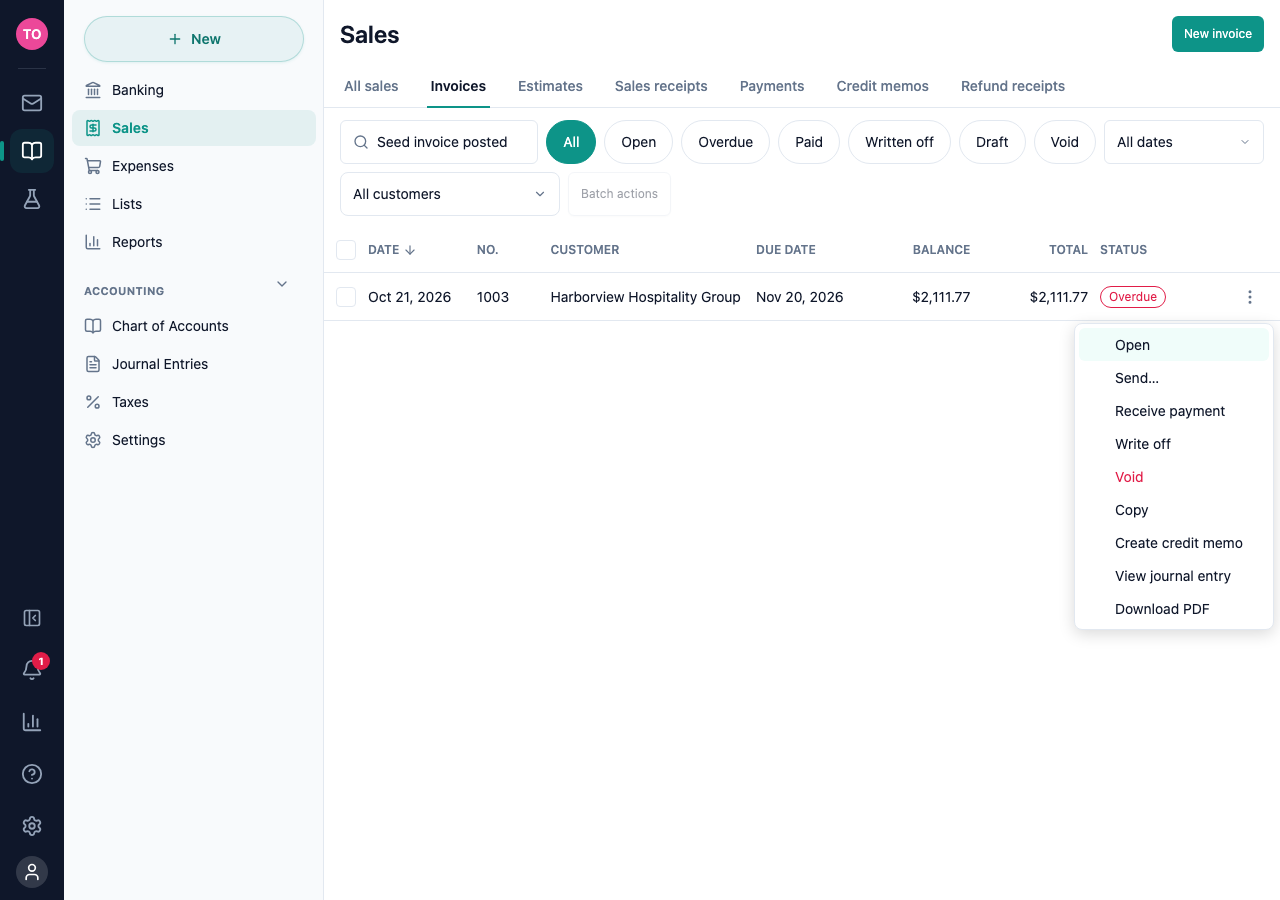 TO
New
Banking
Sales
Expenses
Lists
Reports
ACCOUNTING
Chart of Accounts
Journal Entries
Taxes
Settings
1
Sales
New invoice
All sales Invoices Estimates Sales receipts Payments Credit memos Refund receipts
Seed invoice posted All Open Overdue Paid Written off Draft Void All dates
All customers Batch actions
DATE NO. CUSTOMER DUE DATE BALANCE TOTAL STATUS
Oct 21, 2026 1003 Harborview Hospitality Group Nov 20, 2026 $2,111.77 $2,111.77 Overdue
Open
Send...
Receive payment
Write off
Void
Copy
Create credit memo
View journal entry
Download PDF